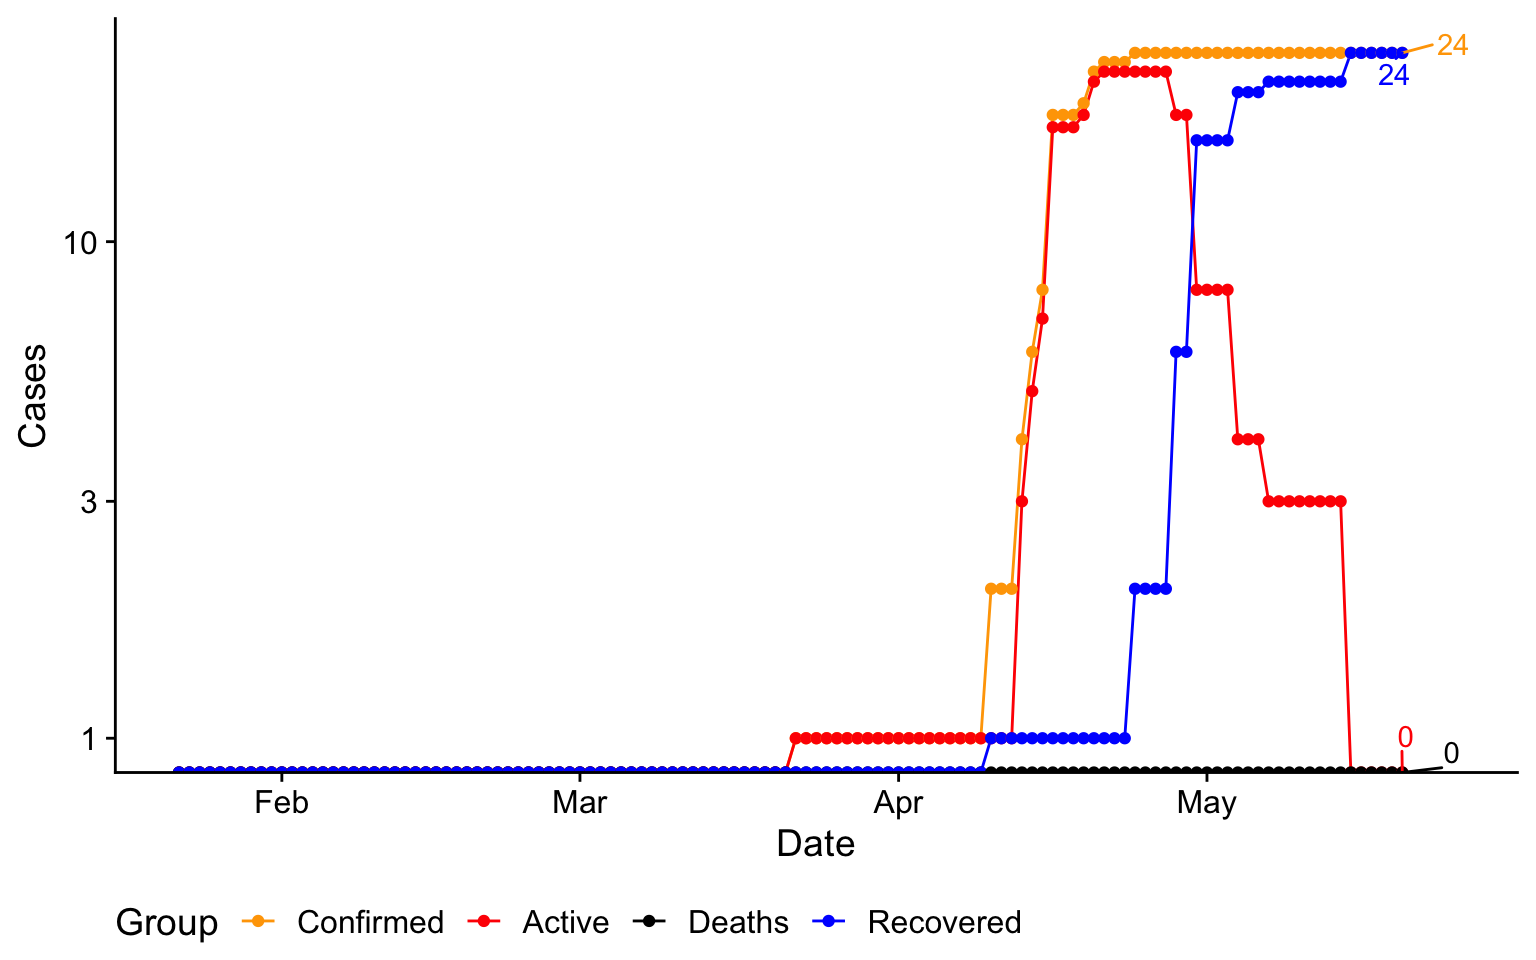 24
24
10
Cases
3
1
0
0
Feb Mar Apr May
Date
Group Confirmed Active Deaths Recovered